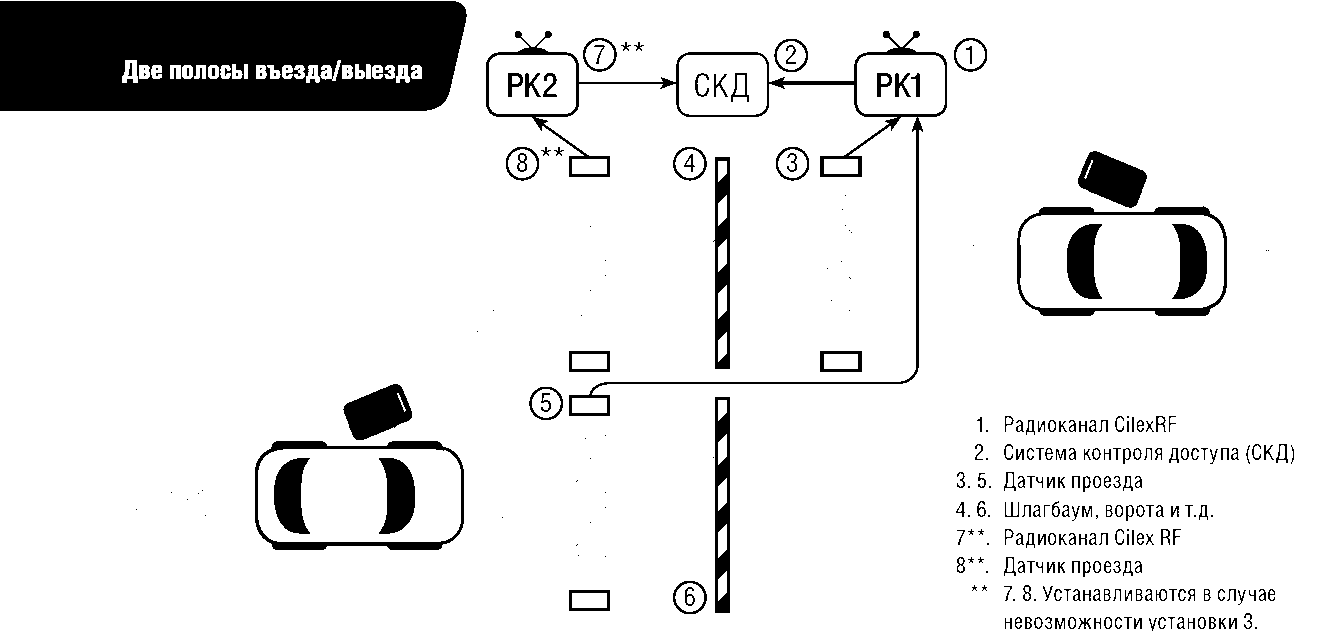 Две полосы въезда/выезда
РК2
7**
СКД
2
РК1
1
8**
4
3
5
6
1. Радиоканал CilexRF
2. Система контроля доступа (СКД)
3. 5. Датчик проезда
4. 6. Шлагбаум, ворота и т.д.
7**. Радиоканал Cilex RF
8**. Датчик проезда
** 7. 8. Устанавливаются в случае
невозможности установки 3.